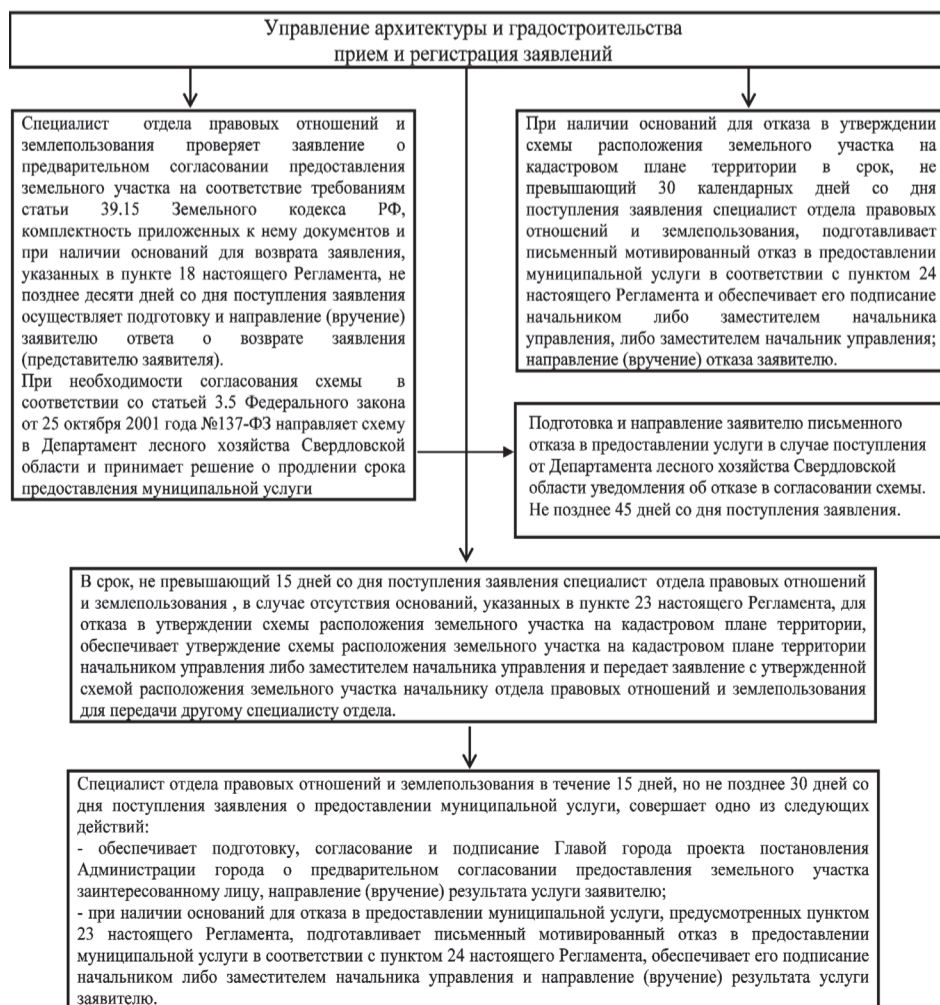 Управление архитектуры и градостроительства
прием и регистрация заявлений
Специалист отдела правовых отношений и
землепользования проверяет заявление о
предварительном согласовании предоставления
земельного участка на соответствие требованиям
статьи 39.15 Земельного кодекса РФ,
комплектность приложенных к нему документов и
при наличии оснований для возврата заявления,
указанных в пункте 18 настоящего Регламента, не
позднее десяти дней со дня поступления заявления
осуществляет подготовку и направление (вручение)
заявителю ответа о возврате заявления
(представителю заявителя).
При необходимости согласования схемы в
соответствии со статьей 3.5 Федерального закона
от 25 октября 2001 года №137-ФЗ направляет схему
в Департамент лесного хозяйства Свердловской
области и принимает решение о продлении срока
предоставления муниципальной услуги
При наличии оснований для отказа в утверждении
схемы расположения земельного участка на
кадастровом плане территории в срок, не
превышающий 30 календарных дней со дня
поступления заявления специалист отдела правовых
отношений и землепользования, подготавливает
письменный мотивированный отказ в предоставлении
муниципальной услуги в соответствии с пунктом 24
настоящего Регламента и обеспечивает его подписание
начальником либо заместителем начальника
управления, либо заместителем начальник управления;
направление (вручение) отказа заявителю.
Подготовка и направление заявителю письменного
отказа в предоставлении услуги в случае поступления
от Департамента лесного хозяйства Свердловской
области уведомления об отказе в согласовании схемы.
Не позднее 45 дней со дня поступления заявления.
В срок, не превышающий 15 дней со дня поступления заявления специалист отдела правовых отношений
и землепользования , в случае отсутствия оснований, указанных в пункте 23 настоящего Регламента, для
отказа в утверждении схемы расположения земельного участка на кадастровом плане территории,
обеспечивает утверждение схемы расположения земельного участка на кадастровом плане территории
начальником управления либо заместителем начальника управления и передает заявление с утвержденной
схемой расположения земельного участка начальнику отдела правовых отношений и землепользования
для передачи другому специалисту отдела.
Специалист отдела правовых отношений и землепользования в течение 15 дней, но не позднее 30 дней со
дня поступления заявления о предоставлении муниципальной услуги, совершает одно из следующих
действий:
- обеспечивает подготовку, согласование и подписание Главой города проекта постановления
Администрации города о предварительном согласовании предоставления земельного участка
заинтересованному лицу, направление (вручение) результата услуги заявителю;
- при наличии оснований для отказа в предоставлении муниципальной услуги, предусмотренных пунктом
23 настоящего Регламента, подготавливает письменный мотивированный отказ в предоставлении
муниципальной услуги в соответствии с пунктом 24 настоящего Регламента, обеспечивает его подписание
начальником либо заместителем начальника управления и направление (вручение) результата услуги
заявителю.